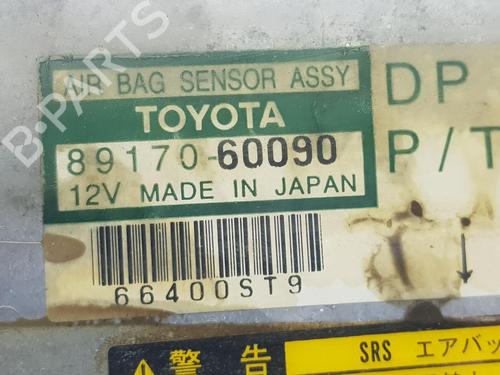 AIR BAG SENSOR ASSY
TOYOTA
89170-60090
12V MADE IN JAPAN
66400ST9
DP
P/T
B-PARTS
警告
SRS エアバッ